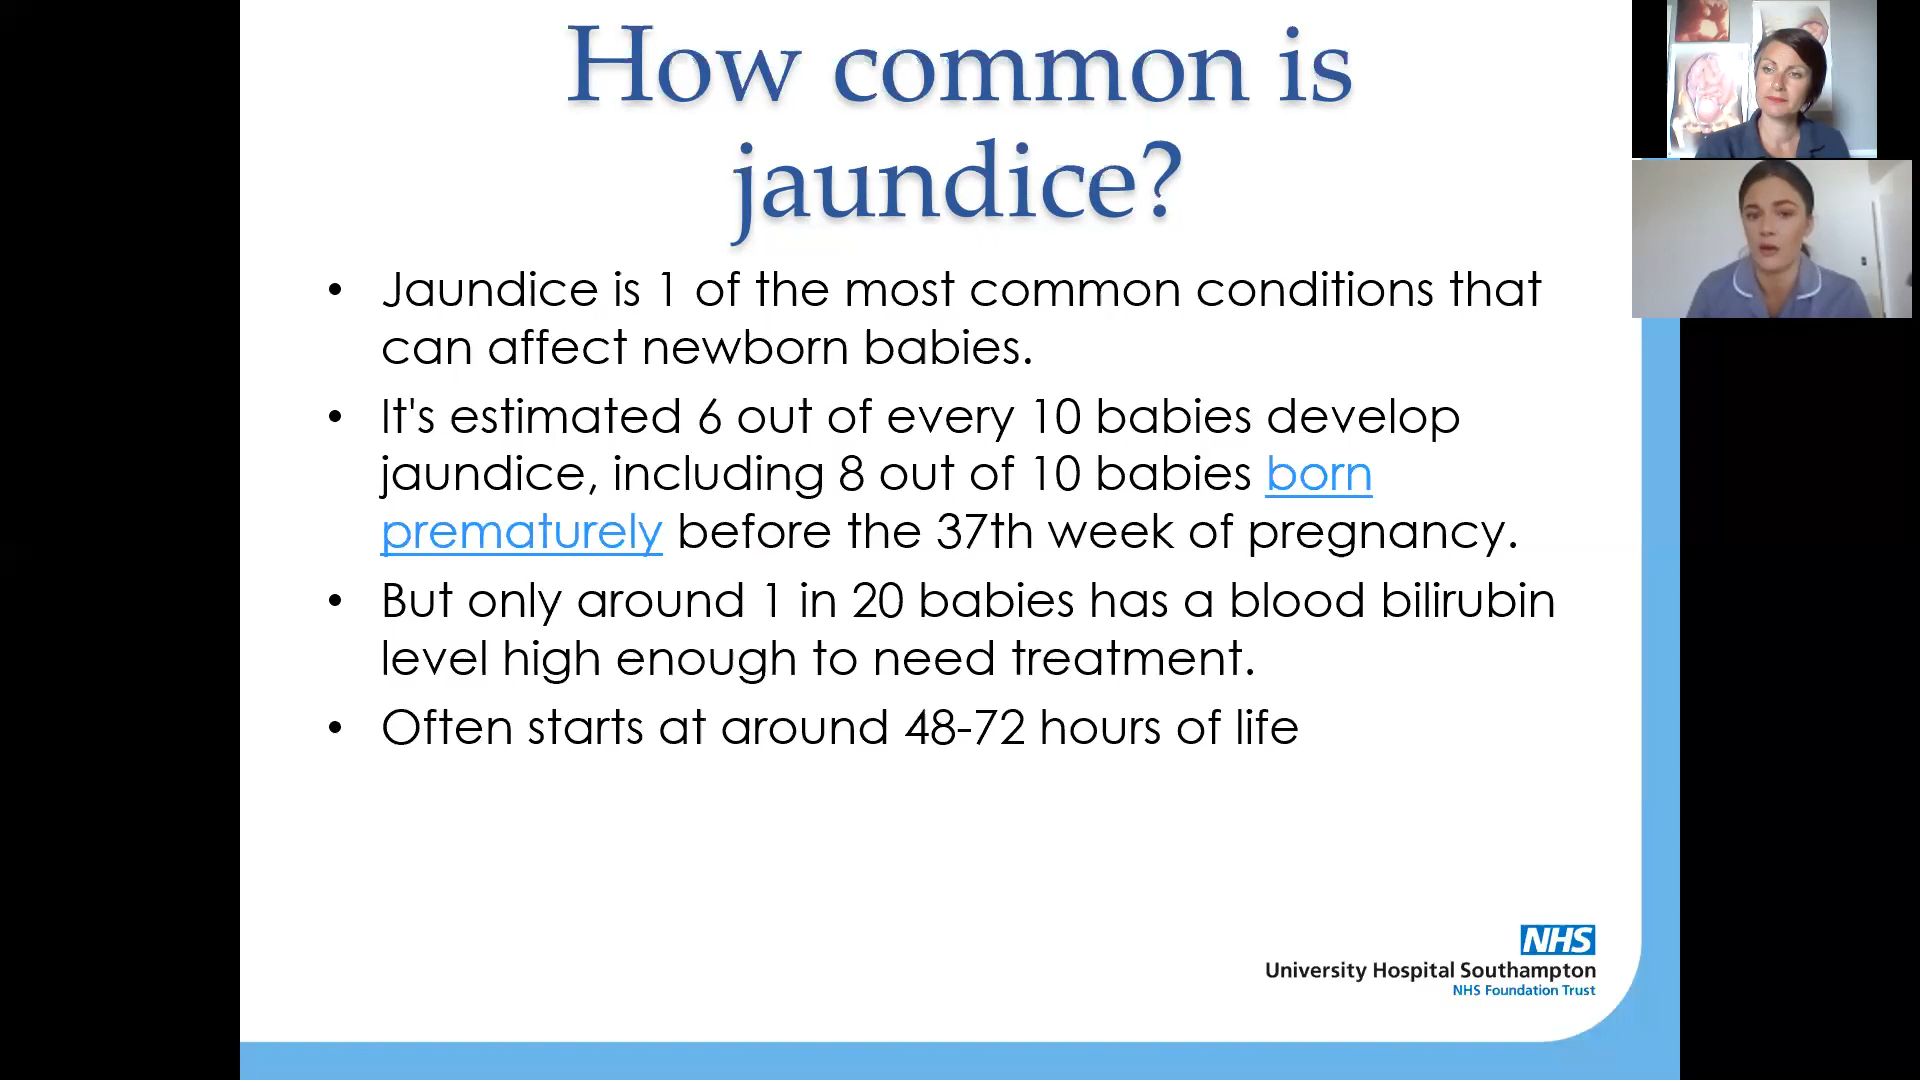 How common is
jaundice?
• Jaundice is 1 of the most common conditions that
can affect newborn babies.
• It's estimated 6 out of every 10 babies develop
jaundice, including 8 out of 10 babies born
prematurely before the 37th week of pregnancy.
• But only around 1 in 20 babies has a blood bilirubin
level high enough to need treatment.
• Often starts at around 48-72 hours of life
NHS
University Hospital Southampton
NHS Foundation Trust